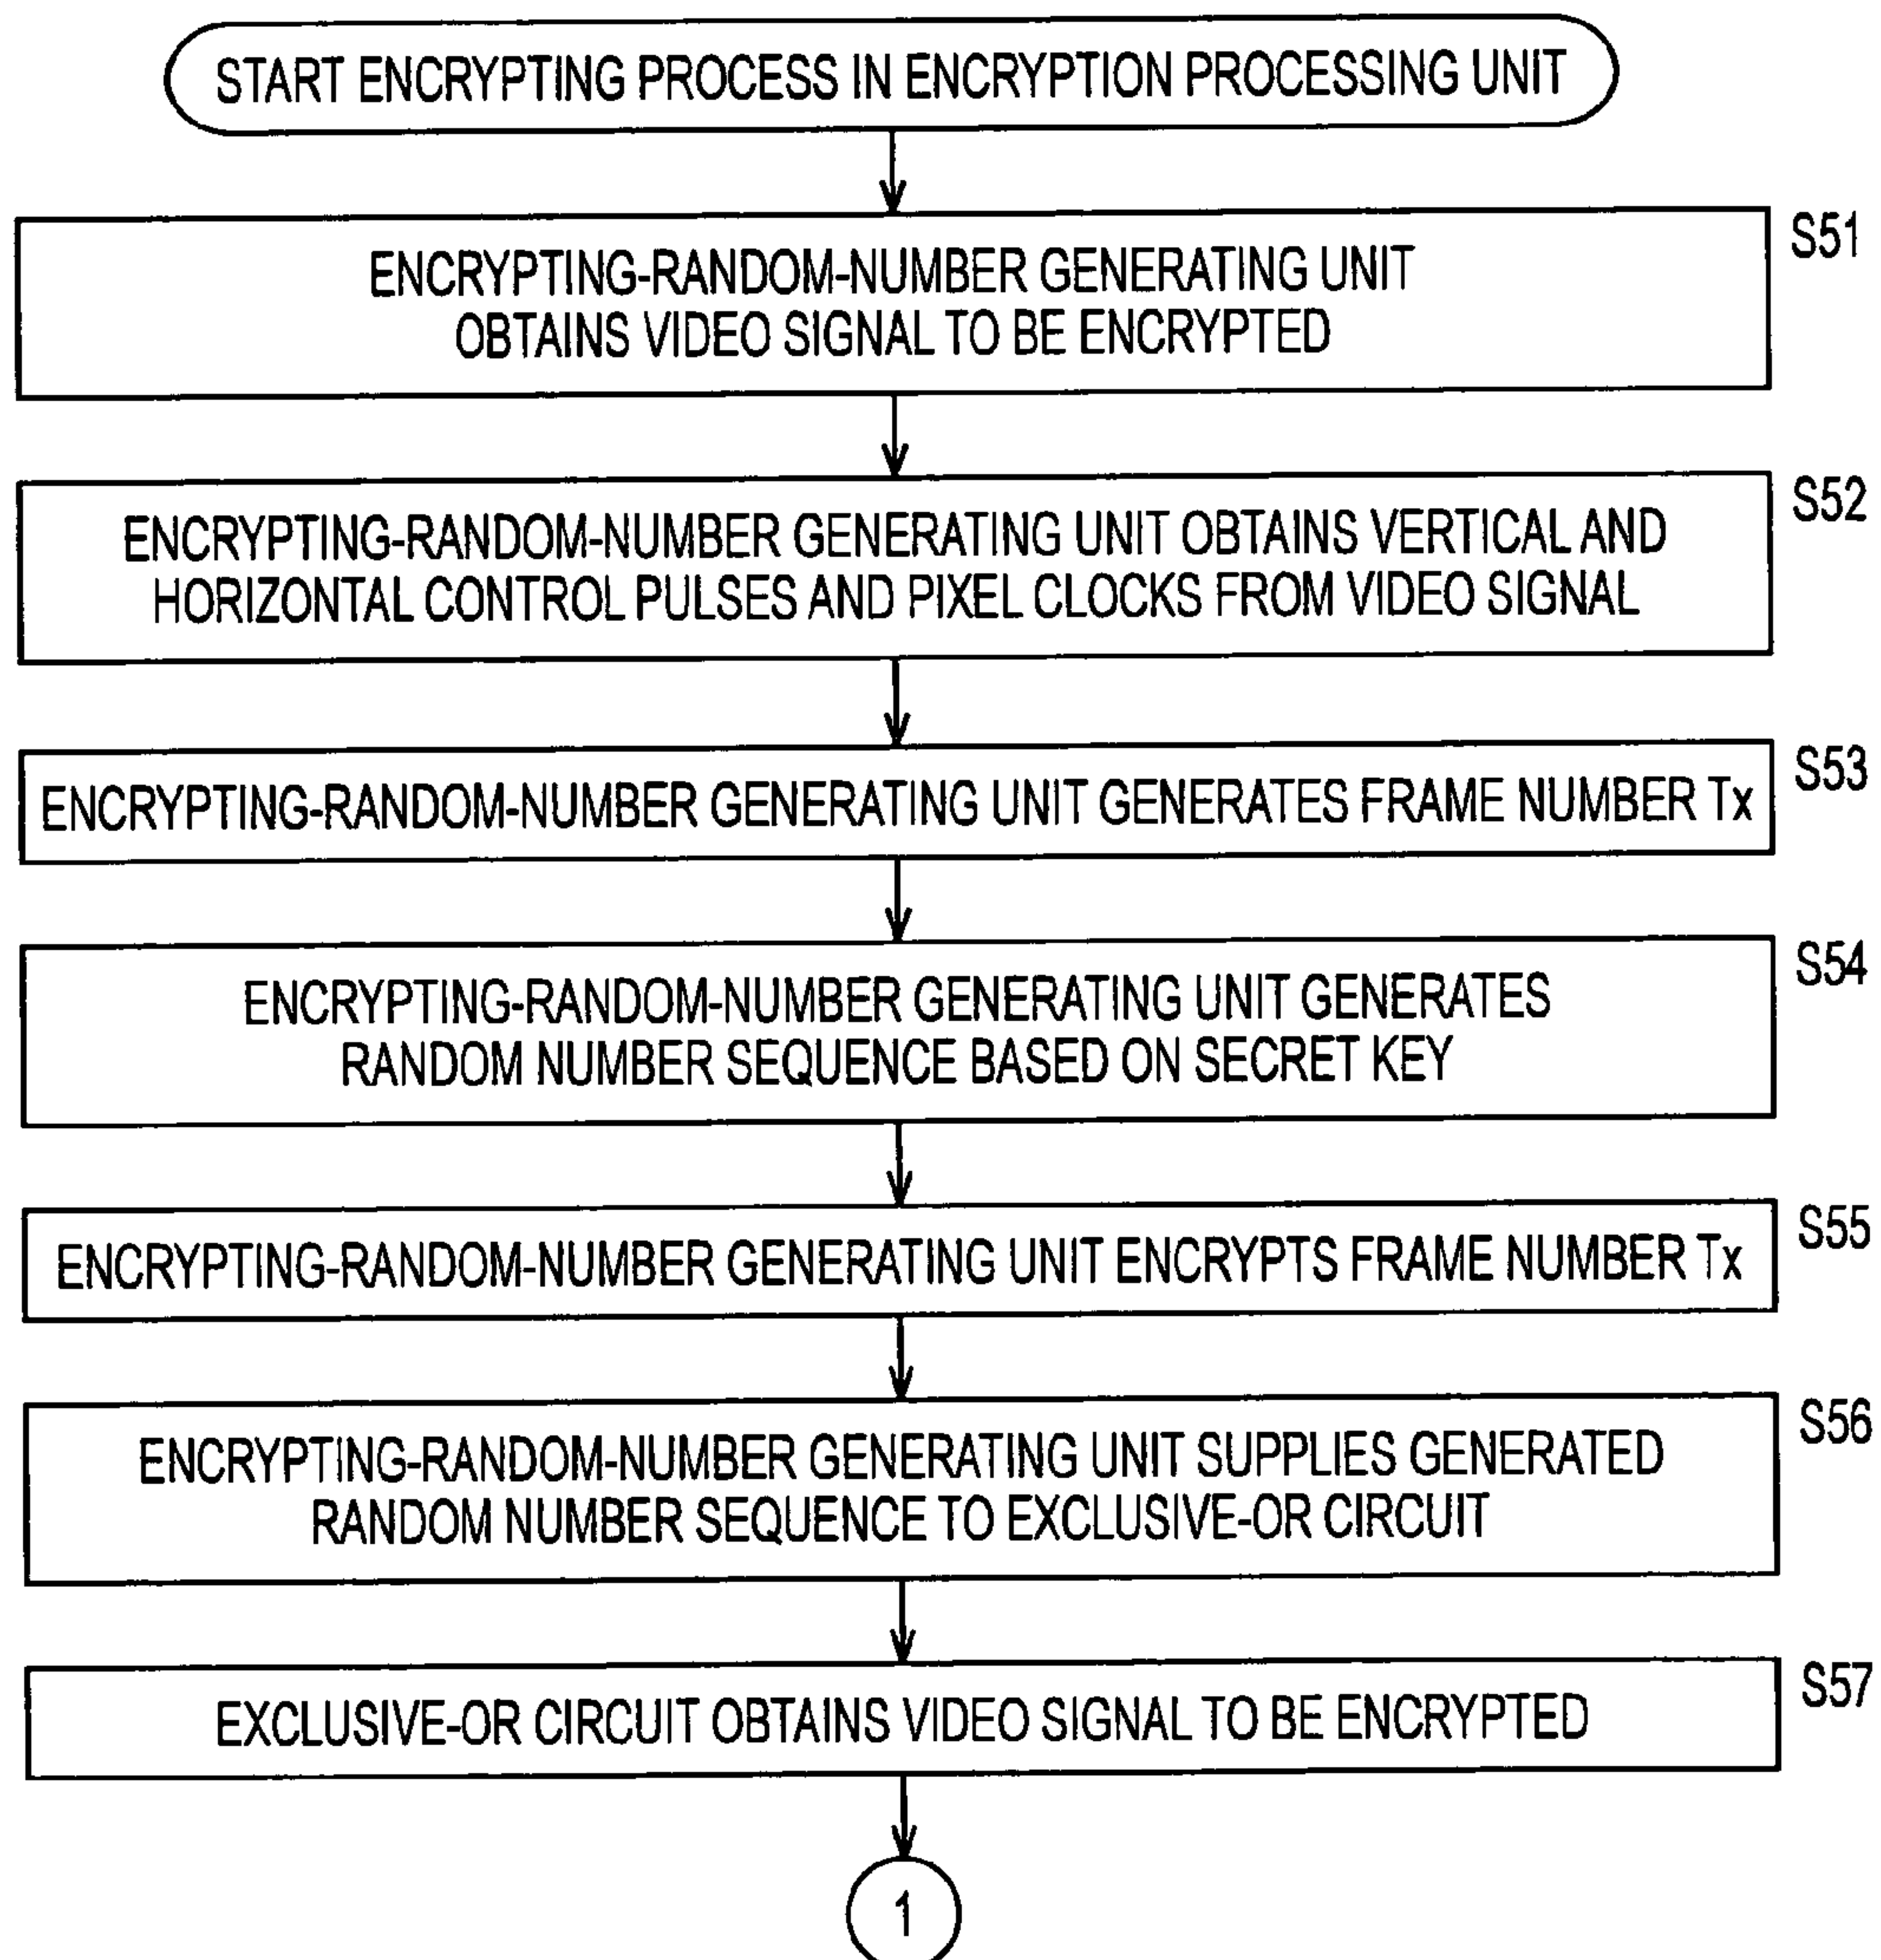 START ENCRYPTING PROCESS IN ENCRYPTION PROCESSING UNIT
S51
ENCRYPTING-RANDOM-NUMBER GENERATING UNIT
OBTAINS VIDEO SIGNAL TO BE ENCRYPTED
S52
ENCRYPTING-RANDOM-NUMBER GENERATING UNIT OBTAINS VERTICAL AND
HORIZONTAL CONTROL PULSES AND PIXEL CLOCKS FROM VIDEO SIGNAL
S53
ENCRYPTING-RANDOM-NUMBER GENERATING UNIT GENERATES FRAME NUMBER Tx
S54
ENCRYPTING-RANDOM-NUMBER GENERATING UNIT GENERATES
RANDOM NUMBER SEQUENCE BASED ON SECRET KEY
S55
ENCRYPTING-RANDOM-NUMBER GENERATING UNIT ENCRYPTS FRAME NUMBER Tx
S56
ENCRYPTING-RANDOM-NUMBER GENERATING UNIT SUPPLIES GENERATED
RANDOM NUMBER SEQUENCE TO EXCLUSIVE-OR CIRCUIT
S57
EXCLUSIVE-OR CIRCUIT OBTAINS VIDEO SIGNAL TO BE ENCRYPTED
1